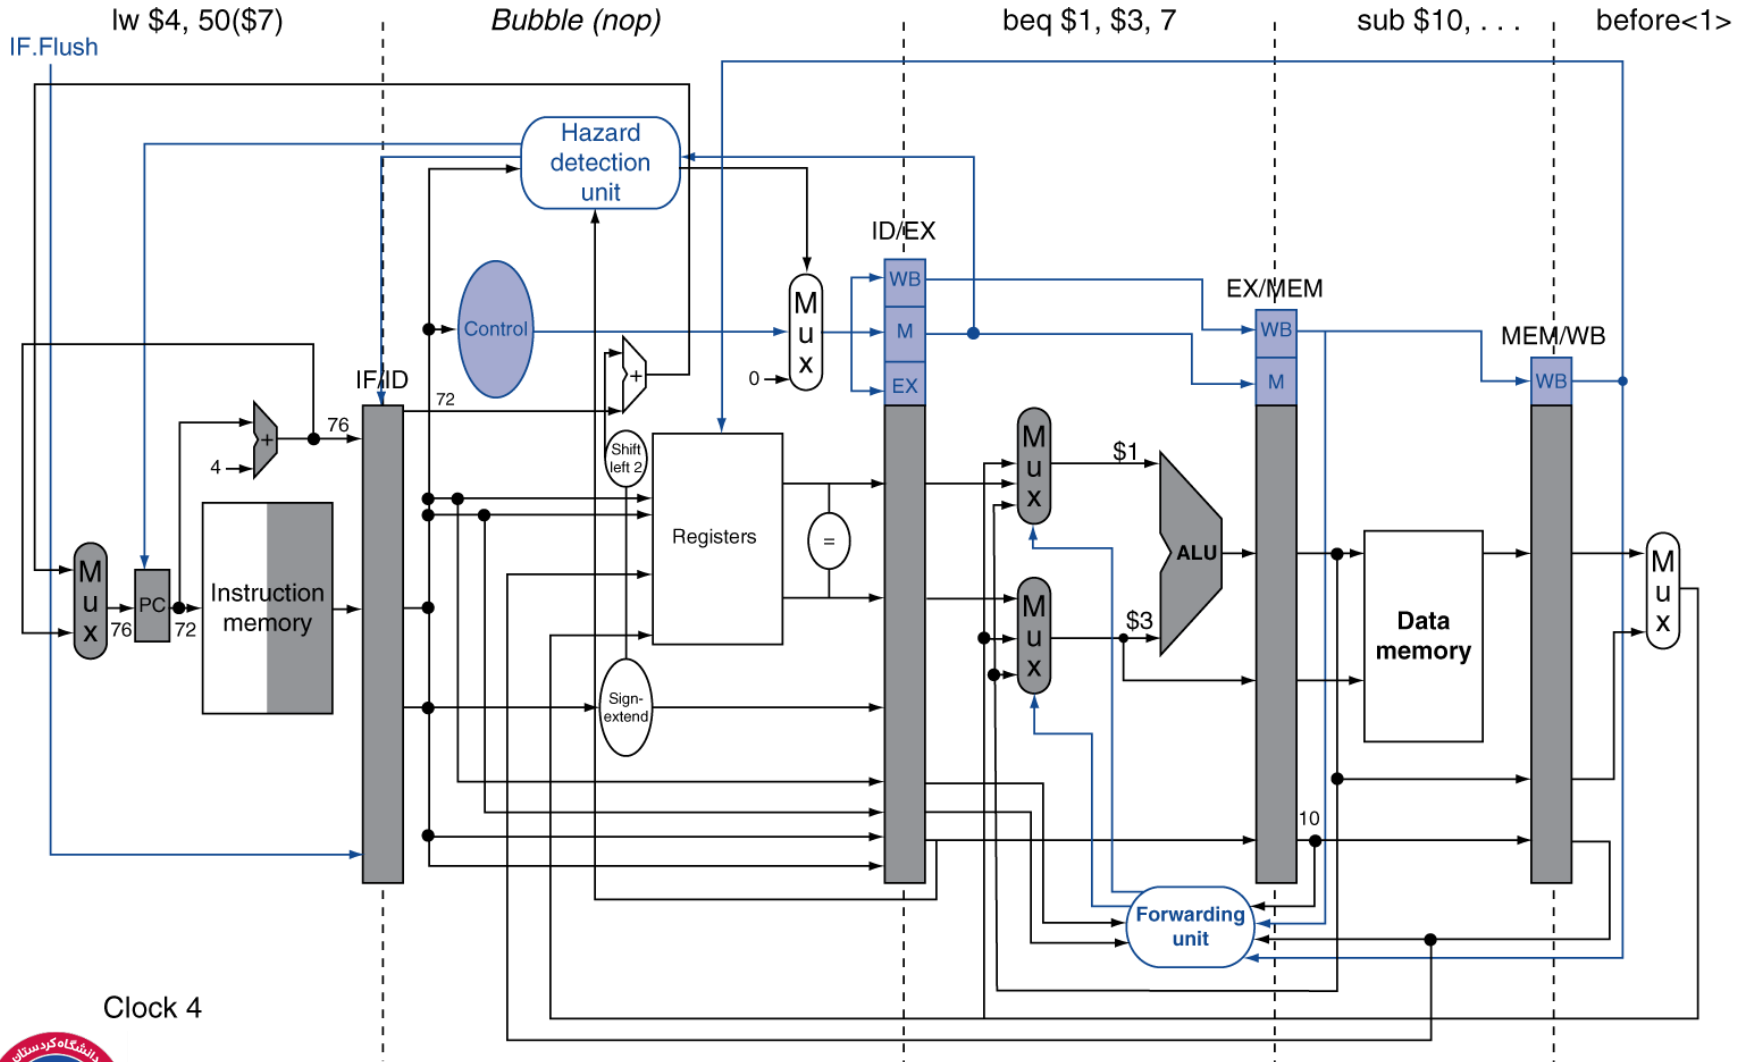 lw $4, 50($7)
Bubble (nop)
beq $1, $3, 7
sub $10, . . .
before<1>
IF.Flush
Hazard
detection
unit
ID/EX
WB
M
EX
Control
M
u
x
0
EX/MEM
WB
M
MEM/WB
WB
IF/ID
72
+
76
+
4
Shift
left 2
Registers
=
M
u
x
$1
ALU
M
u
x
$3
M
u
x
76
PC
72
Instruction
memory
Data
memory
M
u
x
Sign-
extend
10
Forwarding
unit
Clock 4
دانشگاه کردستان